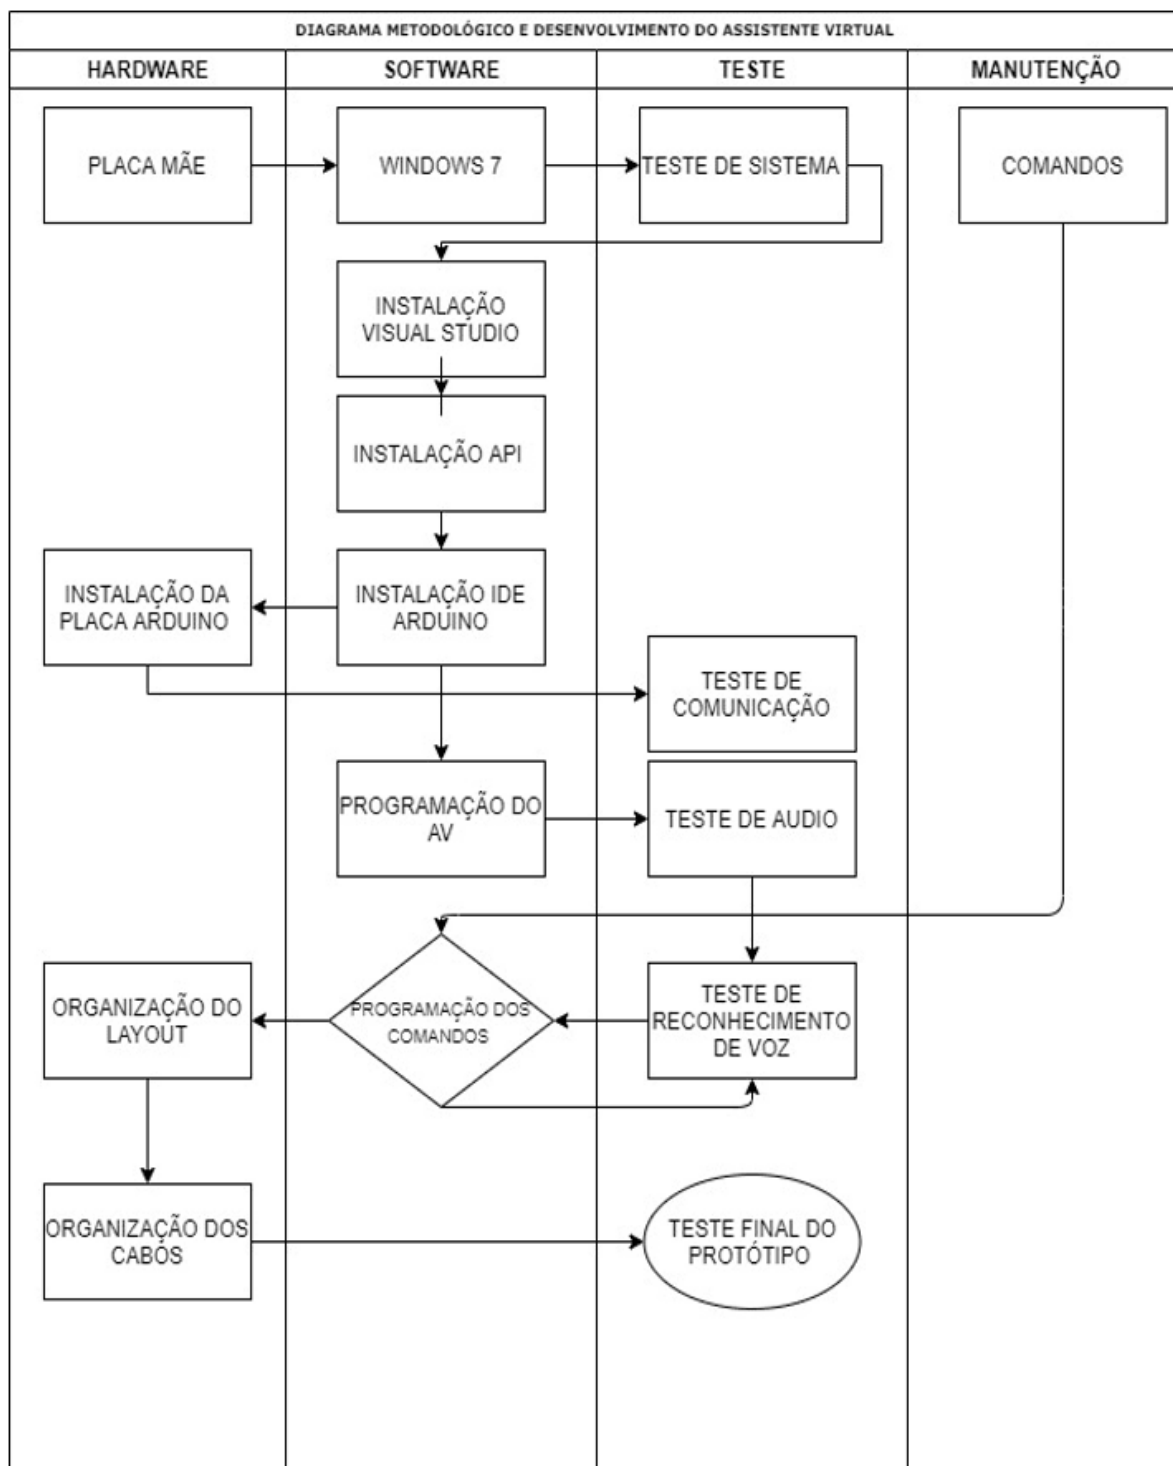 DIAGRAMA METODOLÓGICO E DESENVOLVIMENTO DO ASSISTENTE VIRTUAL
HARDWARE
SOFTWARE
TESTE
MANUTENÇÃO
PLACA MÃE
WINDOWS 7
TESTE DE SISTEMA
COMANDOS
INSTALAÇÃO
VISUAL STUDIO
INSTALAÇÃO API
INSTALAÇÃO DA
PLACA ARDUINO
INSTALAÇÃO IDE
ARDUINO
TESTE DE
COMUNICAÇÃO
PROGRAMAÇÃO DO
AV
TESTE DE AUDIO
ORGANIZAÇÃO DO
LAYOUT
PROGRAMAÇÃO DOS
COMANDOS
TESTE DE
RECONHECIMENTO
DE VOZ
ORGANIZAÇÃO DOS
CABOS
TESTE FINAL DO
PROTÓTIPO